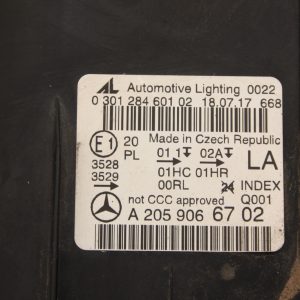 AL Automotive Lighting 0022
0 301 284 601 02 18.07.17 668
E1 20 PL Made in Czech Republic
01 1 02A LA
3528 01HC 01HR
3529 00RL 24 INDEX
not CCC approved Q001
A 205 906 67 02